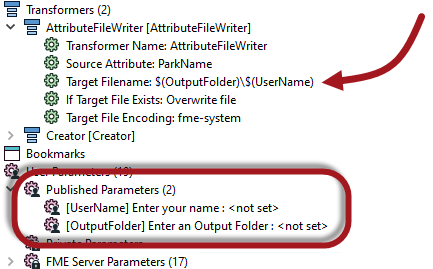 Transformers (2)
AttributeFileWriter [AttributeFileWriter]
Transformer Name: AttributeFileWriter
Source Attribute: ParkName
Target Filename: $(OutputFolder)\$(UserName)
If Target File Exists: Overwrite file
Target File Encoding: fme-system
Creator [Creator]
Bookmarks
User Parameters (19)
Published Parameters (2)
[UserName] Enter your name : <not set>
[OutputFolder] Enter an Output Folder : <not set>
Private Parameters
FME Server Parameters (17)